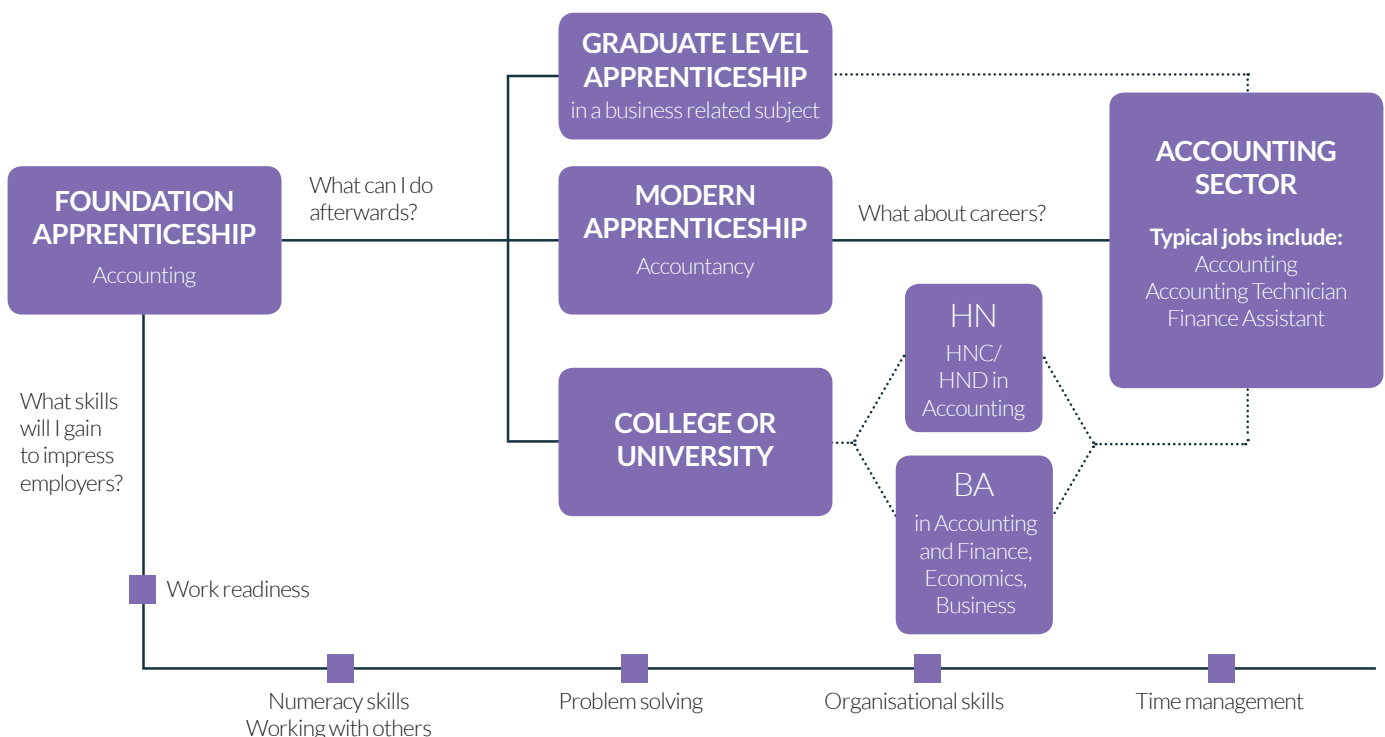 FOUNDATION
APPRENTICESHIP
Accounting
What can I do
afterwards?
GRADUATE LEVEL
APPRENTICESHIP
in a business related subject
MODERN
APPRENTICESHIP
Accountancy
COLLEGE OR
UNIVERSITY
What about careers?
HN
HNC/
HND in
Accounting
BA
in Accounting
and Finance,
Economics,
Business
ACCOUNTING
SECTOR
Typical jobs include:
Accounting
Accounting Technician
Finance Assistant
What skills
will I gain
to impress
employers?
Work readiness
Numeracy skills
Working with others
Problem solving
Organisational skills
Time management